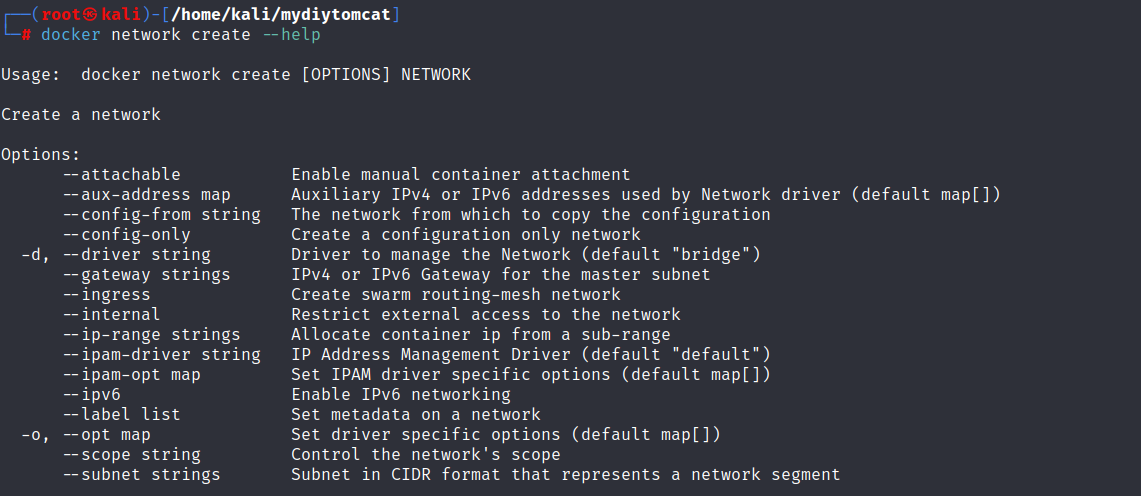 ┌──(root㉿kali)-[/home/kali/mydiytomcat]
└─# docker network create --help

Usage:  docker network create [OPTIONS] NETWORK

Create a network

Options:
      --attachable           Enable manual container attachment
      --aux-address map      Auxiliary IPv4 or IPv6 addresses used by Network driver (default map[])
      --config-from string   The network from which to copy the configuration
      --config-only          Create a configuration only network
  -d, --driver string        Driver to manage the Network (default "bridge")
      --gateway strings      IPv4 or IPv6 Gateway for the master subnet
      --ingress              Create swarm routing-mesh network
      --internal             Restrict external access to the network
      --ip-range strings     Allocate container ip from a sub-range
      --ipam-driver string   IP Address Management Driver (default "default")
      --ipam-opt map         Set IPAM driver specific options (default map[])
      --ipv6                 Enable IPv6 networking
      --label list           Set metadata on a network
  -o, --opt map              Set driver specific options (default map[])
      --scope string         Control the network's scope
      --subnet strings       Subnet in CIDR format that represents a network segment